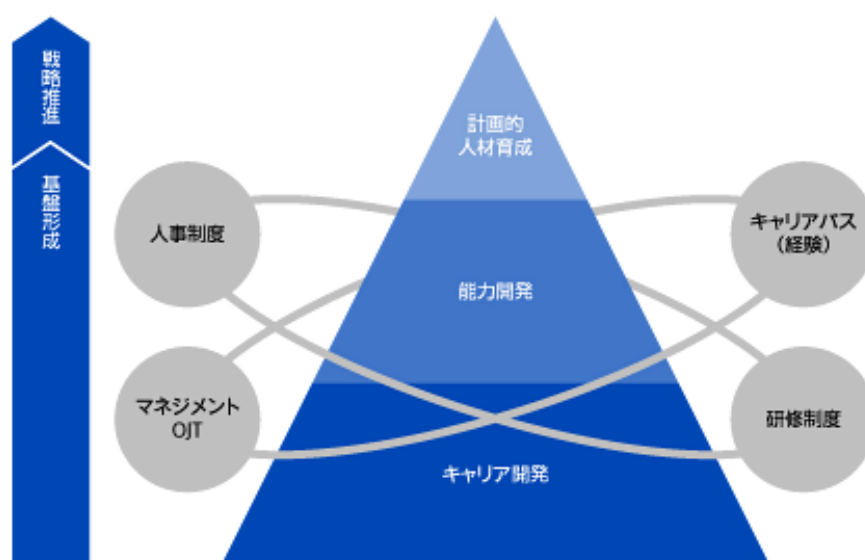 戦略推進
基盤形成
計画的
人材育成
人事制度
キャリアパス
（経験）
能力開発
マネジメント
OJT
研修制度
キャリア開発